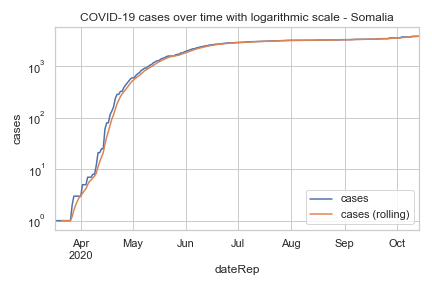 COVID-19 cases over time with logarithmic scale - Somalia
cases
10³
10²
10¹
10⁰
Apr
2020
May
Jun
Jul
Aug
Sep
Oct
dateRep
cases
cases (rolling)